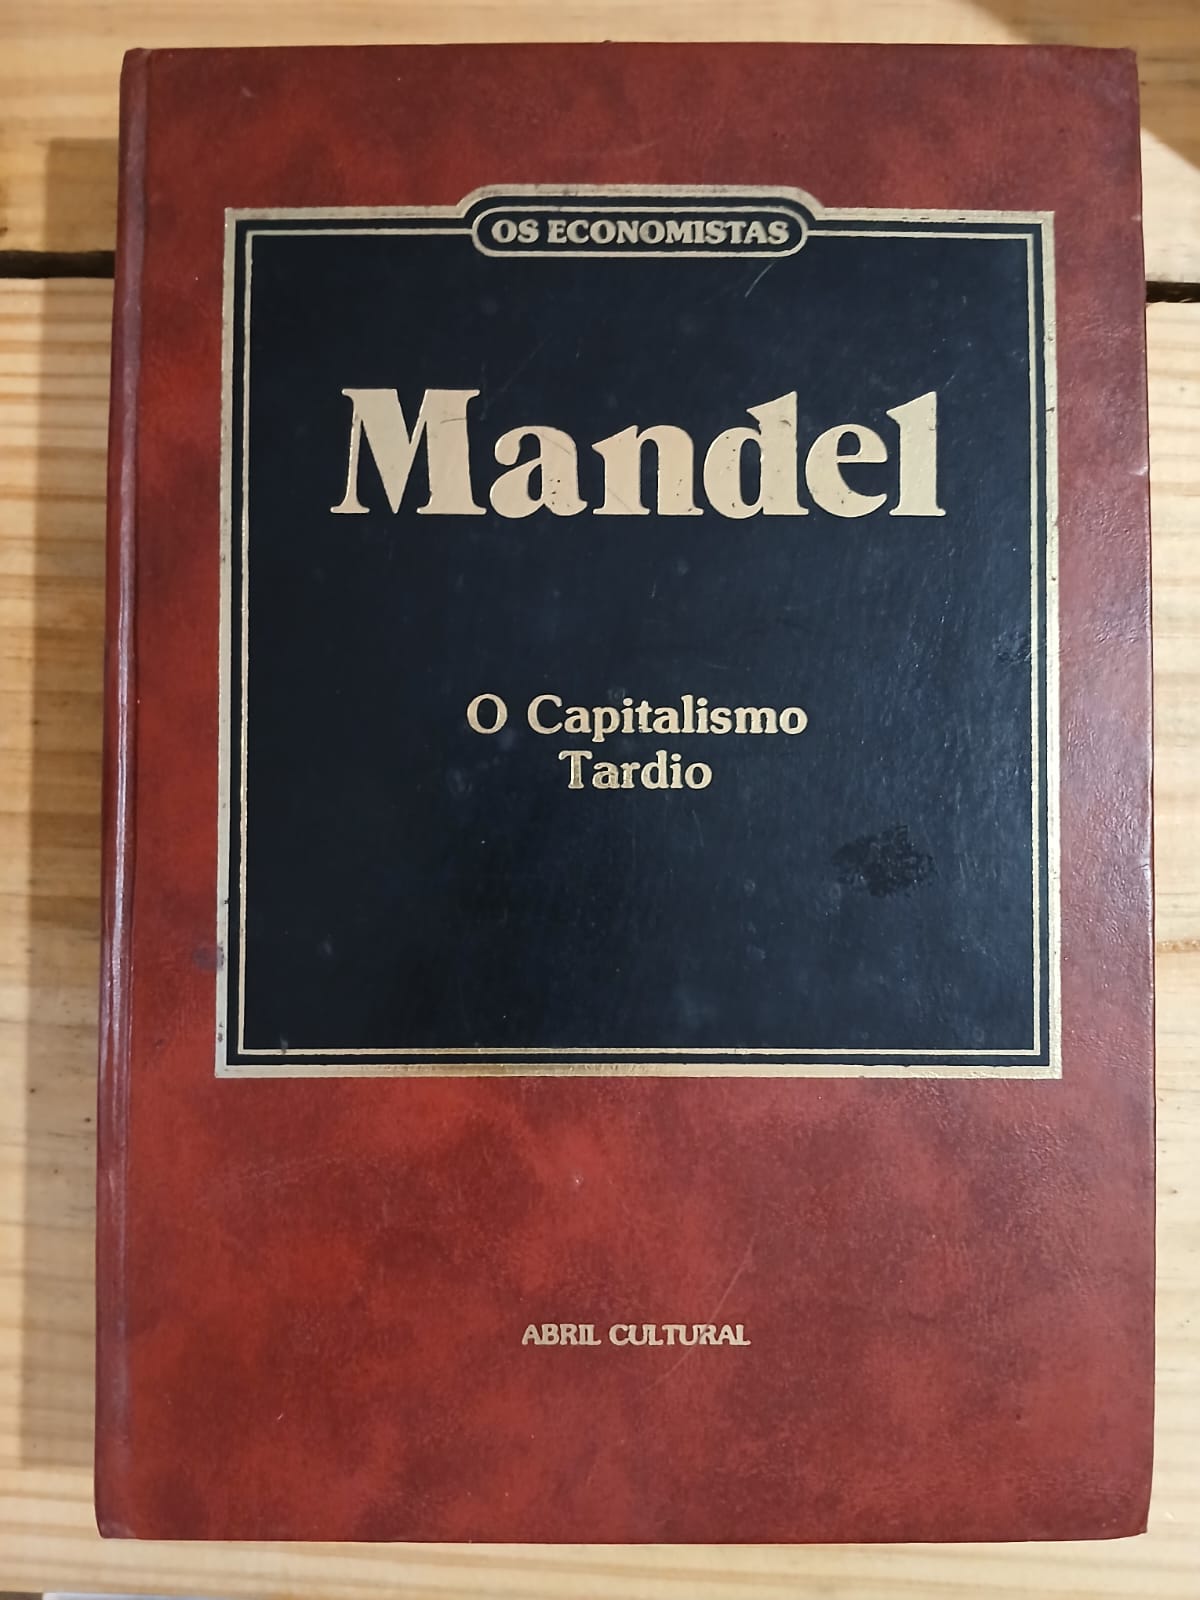 OS ECONOMISTAS
Mandel
O Capitalismo
Tardio
ABRIL CULTURAL